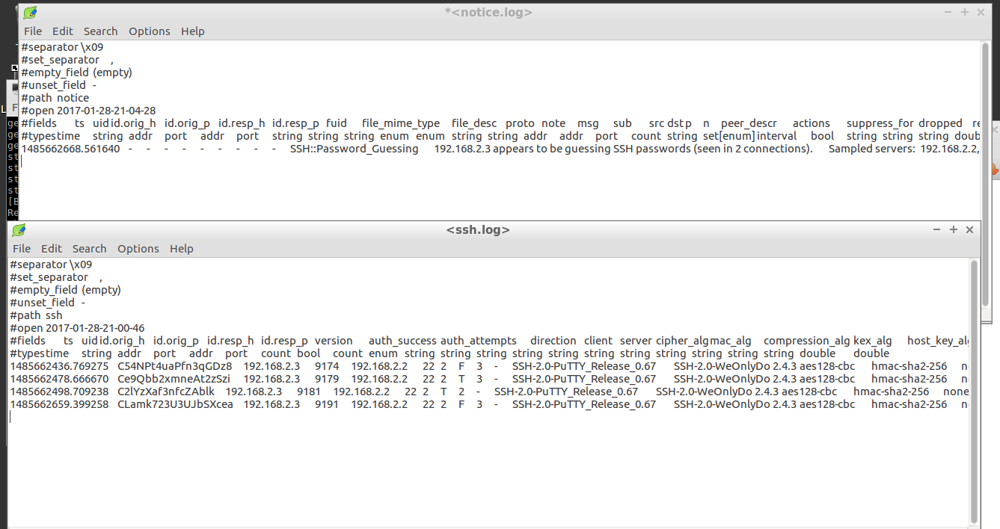 *<notice.log>
File Edit Search Options Help
#separator \x09
#set_separator ,
#empty_field (empty)
#unset_field -
#path notice
#open 2017-01-28-21-04-28
#fields ts uid id.orig_h id.orig_p id.resp_h id.resp_p fuid file_mime_type file_desc proto note msg sub src dst p n peer_descr actions suppress_for dropped re
#types time string addr port addr port string string string enum enum string string addr addr port count string set[enum] interval bool string string string doub
1485662668.561640 - - - - - - - - - SSH::Password_Guessing 192.168.2.3 appears to be guessing SSH passwords (seen in 2 connections). Sampled servers: 192.168.2.2,
L
F
ge
ge
ge
st
st
st
st
[B
Re
<ssh.log>
File Edit Search Options Help
#separator \x09
#set_separator ,
#empty_field (empty)
#unset_field -
#path ssh
#open 2017-01-28-21-00-46
#fields ts uid id.orig_h id.orig_p id.resp_h id.resp_p version auth_success auth_attempts direction client server cipher_alg mac_alg compression_alg kex_alg host_key_alg
#types time string addr port addr port count bool count enum string string string string string string string string string double double
1485662436.769275 C54NPt4uaPfn3qGDz8 192.168.2.3 9174 192.168.2.2 22 2 F 3 - SSH-2.0-PuTTY_Release_0.67 SSH-2.0-WeOnlyDo 2.4.3 aes128-cbc hmac-sha2-256 n
1485662478.666670 Ce9Qbb2xmneAt2zSzi 192.168.2.3 9179 192.168.2.2 22 2 T 3 - SSH-2.0-PuTTY_Release_0.67 SSH-2.0-WeOnlyDo 2.4.3 aes128-cbc hmac-sha2-256 n
1485662498.709238 C2lYzXaf3nfcZAblk 192.168.2.3 9181 192.168.2.2 22 2 T 2 - SSH-2.0-PuTTY_Release_0.67 SSH-2.0-WeOnlyDo 2.4.3 aes128-cbc hmac-sha2-256 none
1485662659.399258 CLamk723U3UJbSXcea 192.168.2.3 9191 192.168.2.2 22 2 F 3 - SSH-2.0-PuTTY_Release_0.67 SSH-2.0-WeOnlyDo 2.4.3 aes128-cbc hmac-sha2-256 n